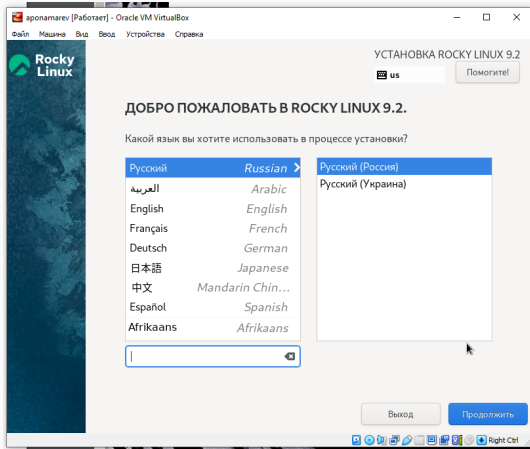 aponamarev [Работает] - Oracle VM VirtualBox
Файл Машина Вид Ввод Устройства Справка
Rocky
Linux
УСТАНОВКА ROCKY LINUX 9.2
us
Помогите!
ДОБРО ПОЖАЛОВАТЬ В ROCKY LINUX 9.2.
Какой язык вы хотите использовать в процессе установки?
Русский Russian
العربية Arabic
English English
Français French
Deutsch German
日本語 Japanese
中文 Mandarin Chin...
Español Spanish
Afrikaans Afrikaans
Русский (Россия)
Русский (Украина)
Выход
Продолжить
Right Ctrl